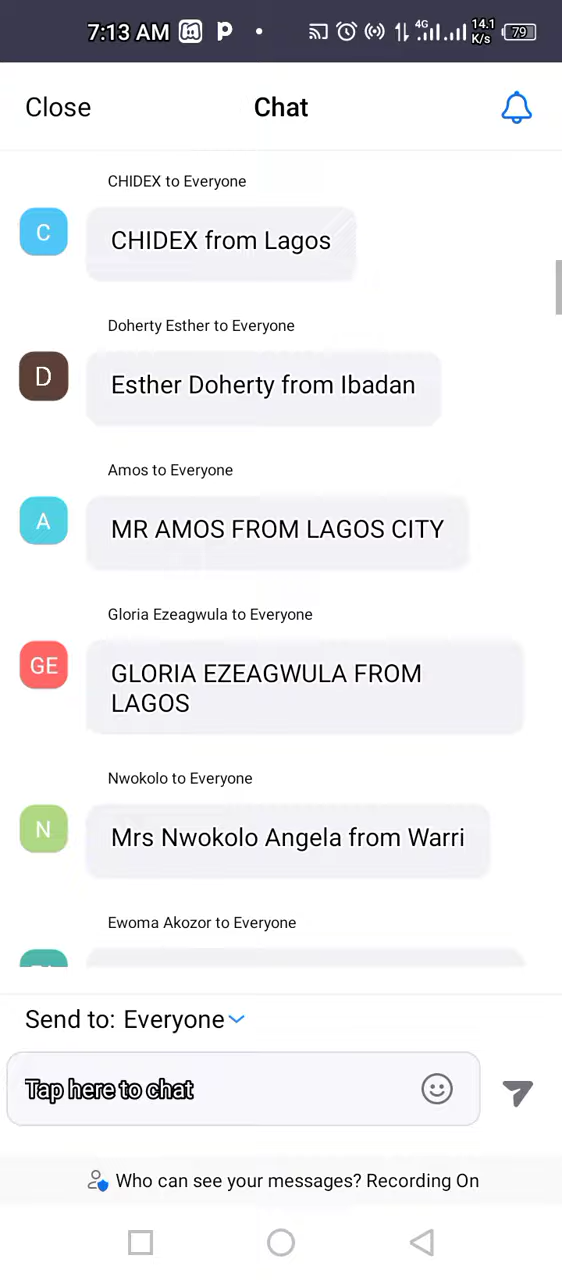 7:13 AM
4G
14.1
K/s
79
Close
Chat
CHIDEX to Everyone
C
CHIDEX from Lagos
Doherty Esther to Everyone
D
Esther Doherty from Ibadan
Amos to Everyone
A
MR AMOS FROM LAGOS CITY
Gloria Ezeagwula to Everyone
GE
GLORIA EZEAGWULA FROM
LAGOS
Nwokolo to Everyone
N
Mrs Nwokolo Angela from Warri
Ewoma Akozor to Everyone
Send to: Everyone
Tap here to chat
Who can see your messages? Recording On